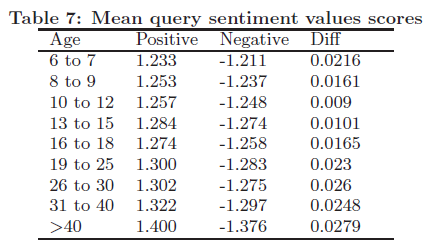 Table 7: Mean query sentiment values scores
Age Positive Negative Diff
6 to 7 1.233 -1.211 0.0216
8 to 9 1.253 -1.237 0.0161
10 to 12 1.257 -1.248 0.009
13 to 15 1.284 -1.274 0.0101
16 to 18 1.274 -1.258 0.0165
19 to 25 1.300 -1.283 0.023
26 to 30 1.302 -1.275 0.026
31 to 40 1.322 -1.297 0.0248
>40 1.400 -1.376 0.0279